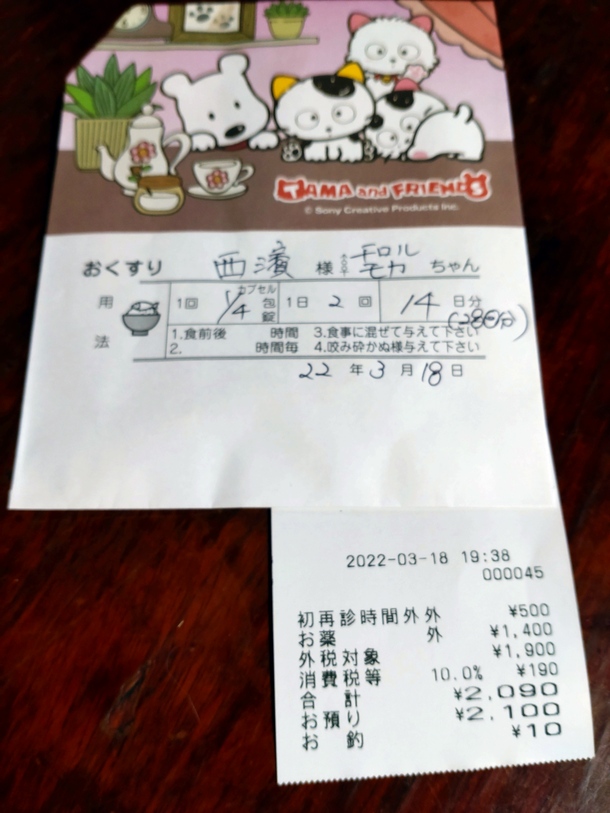 TAMA and FRIENDS
© Sony Creative Products Inc.
おくすり 西濱 様 チロル モカ ちゃん
用法
1回 1/4 カプセル 包 錠 1日 2 回 14 日分
(28回分)
1.食前後 時間 3.食事に混ぜて与えて下さい
2. 時間毎 4.咬み砕かぬ様与えて下さい
22 年 3 月 18 日
2022-03-18 19:38
000045
初再診時間外外 ¥500
お薬 外 ¥1,400
外税対象 ¥1,900
消費税等 10.0% ¥190
合 計 ¥2,090
お預り ¥2,100
お 釣 ¥10